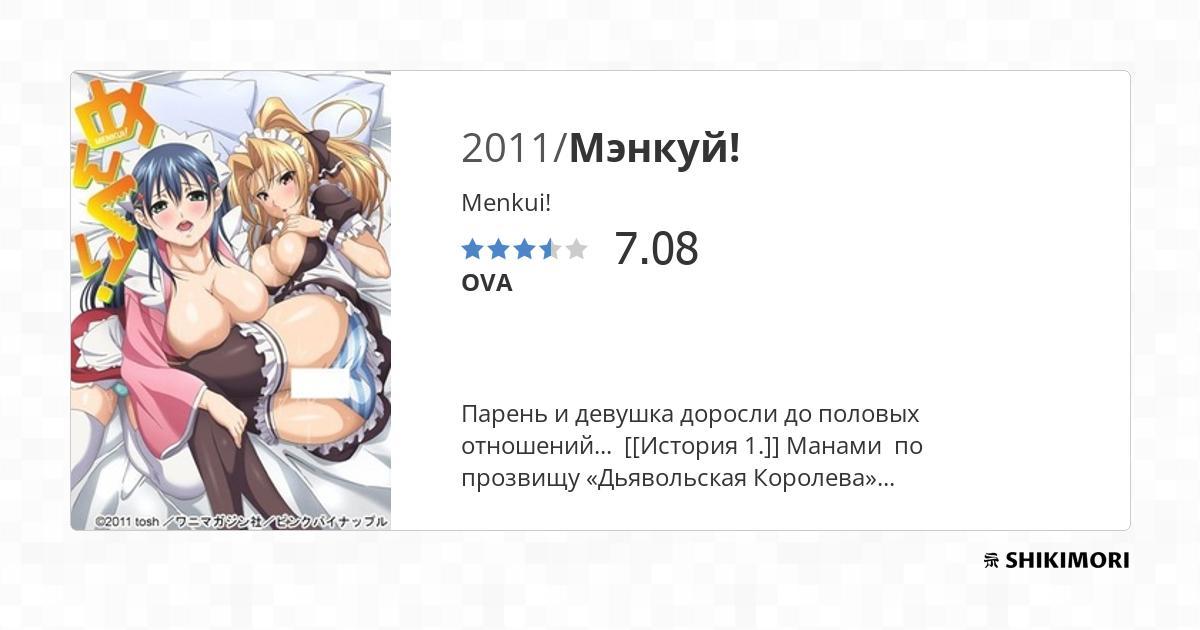 めんくい!
MENKUI!
2011/Мэнкуй!
Menkui!
7.08
OVA
Парень и девушка доросли до половых
отношений... [[История 1.]] Манами по
прозвищу «Дьявольская Королева»...
©2011 tosh／ワニマガジン社／ピンクパイナップル
SHIKIMORI